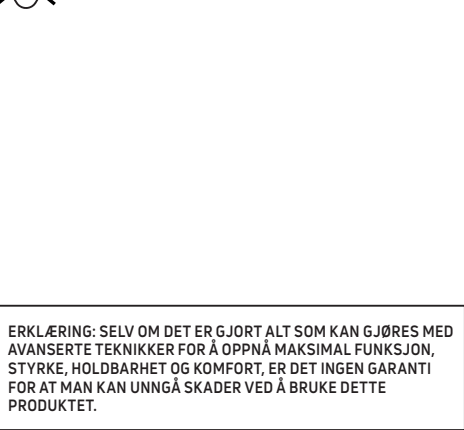 ERKLÆRING: SELV OM DET ER GJORT ALT SOM KAN GJØRES MED
AVANSERTE TEKNIKKER FOR Å OPPNÅ MAKSIMAL FUNKSJON,
STYRKE, HOLDBARHET OG KOMFORT, ER DET INGEN GARANTI
FOR AT MAN KAN UNNGÅ SKADER VED Å BRUKE DETTE
PRODUKTET.